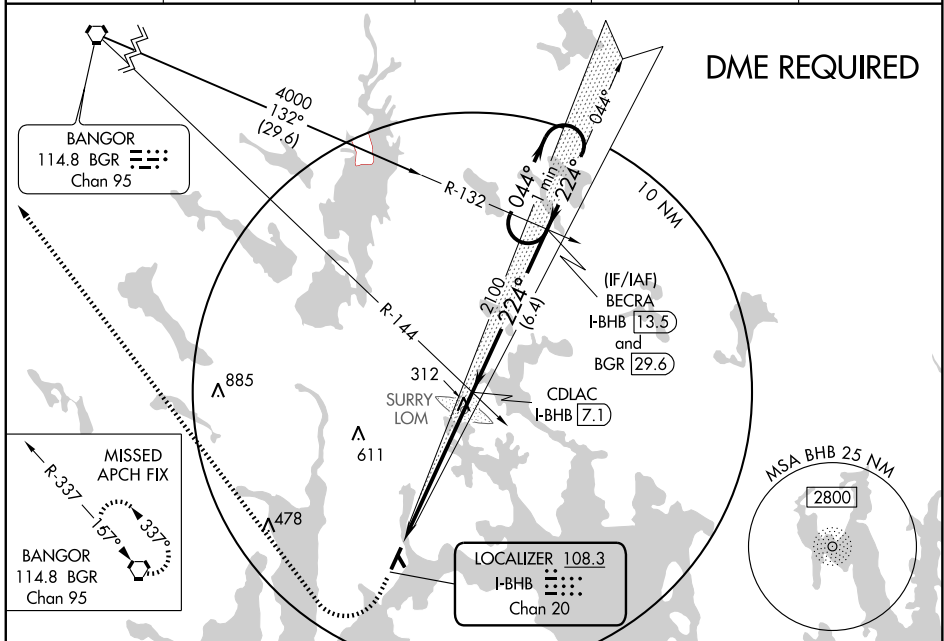 DME REQUIRED
BANGOR
114.8 BGR
Chan 95
4000
132°
(29.6)
R-132
R-144
044°
1 min
224°
044°
10 NM
2100
224°
(6.4)
(IF/IAF)
BECRA
I-BHB 13.5
and
BGR 29.6
CDLAC
I-BHB 7.1
312
SURRY
LOM
885
611
478
MISSED
APCH FIX
R-337
157°
337°
BANGOR
114.8 BGR
Chan 95
LOCALIZER 108.3
I-BHB
Chan 20
MSA BHB 25 NM
2800